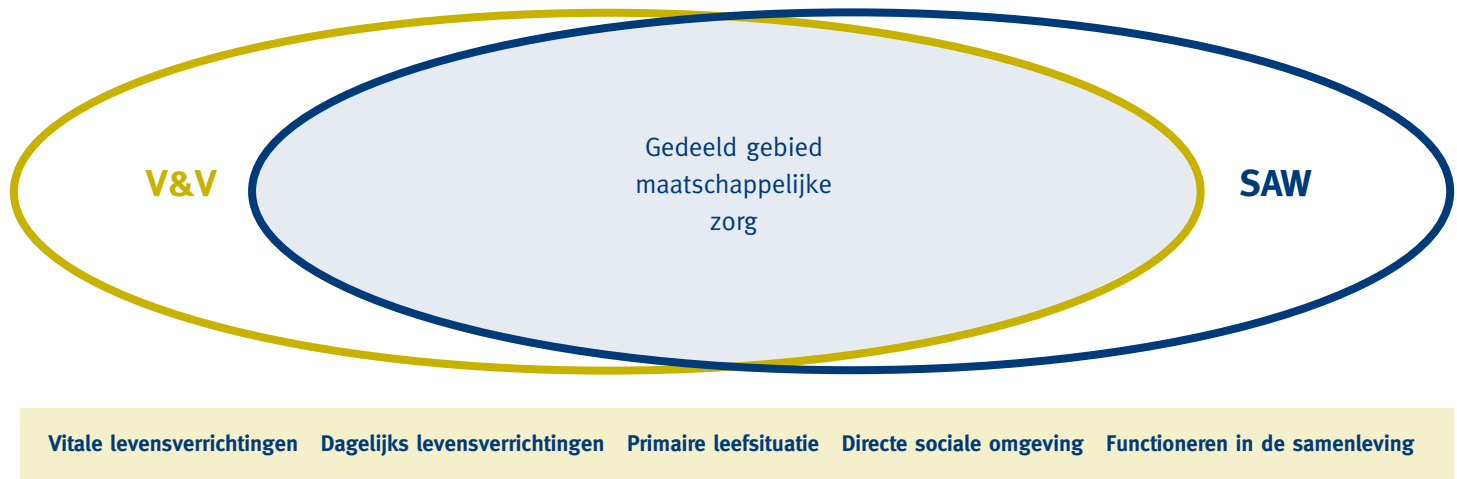 V&V
Gedeeld gebied
maatschappelijke
zorg
SAW
Vitale levensverrichtingen Dagelijks levensverrichtingen Primaire leefsituatie Directe sociale omgeving Functioneren in de samenleving